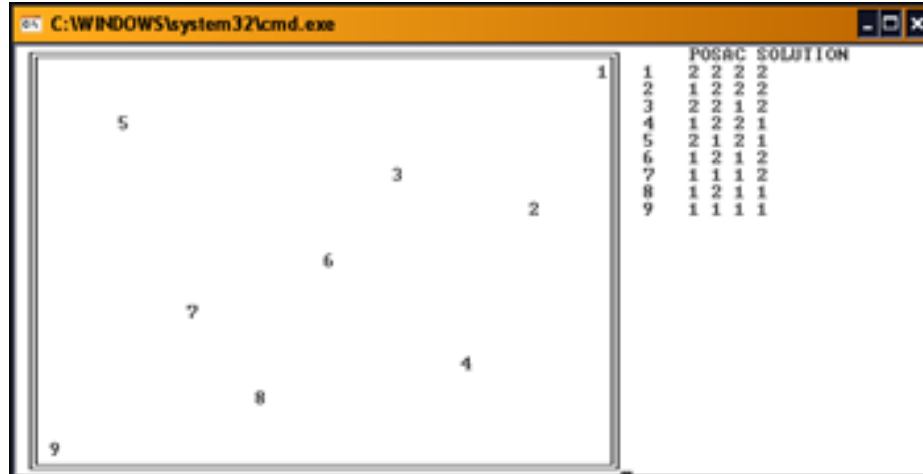 C:\WINDOWS\system32\cmd.exe
POSAC SOLUTION
1 2 2 2 2
2 1 2 2 2
3 2 2 1 2
4 1 2 2 1
5 2 1 2 1
6 1 2 1 2
7 1 1 1 2
8 1 2 1 1
9 1 1 1 1
1
5
3
2
6
7
4
8
9